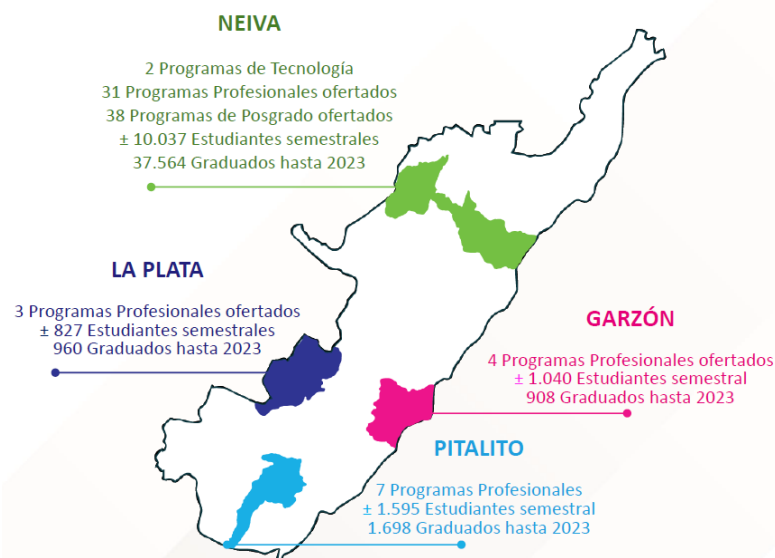 NEIVA
2 Programas de Tecnología
31 Programas Profesionales ofertados
38 Programas de Posgrado ofertados
± 10.037 Estudiantes semestrales
37.564 Graduados hasta 2023
LA PLATA
3 Programas Profesionales ofertados
± 827 Estudiantes semestrales
960 Graduados hasta 2023
GARZÓN
4 Programas Profesionales ofertados
± 1.040 Estudiantes semestral
908 Graduados hasta 2023
PITALITO
7 Programas Profesionales
± 1.595 Estudiantes semestral
1.698 Graduados hasta 2023